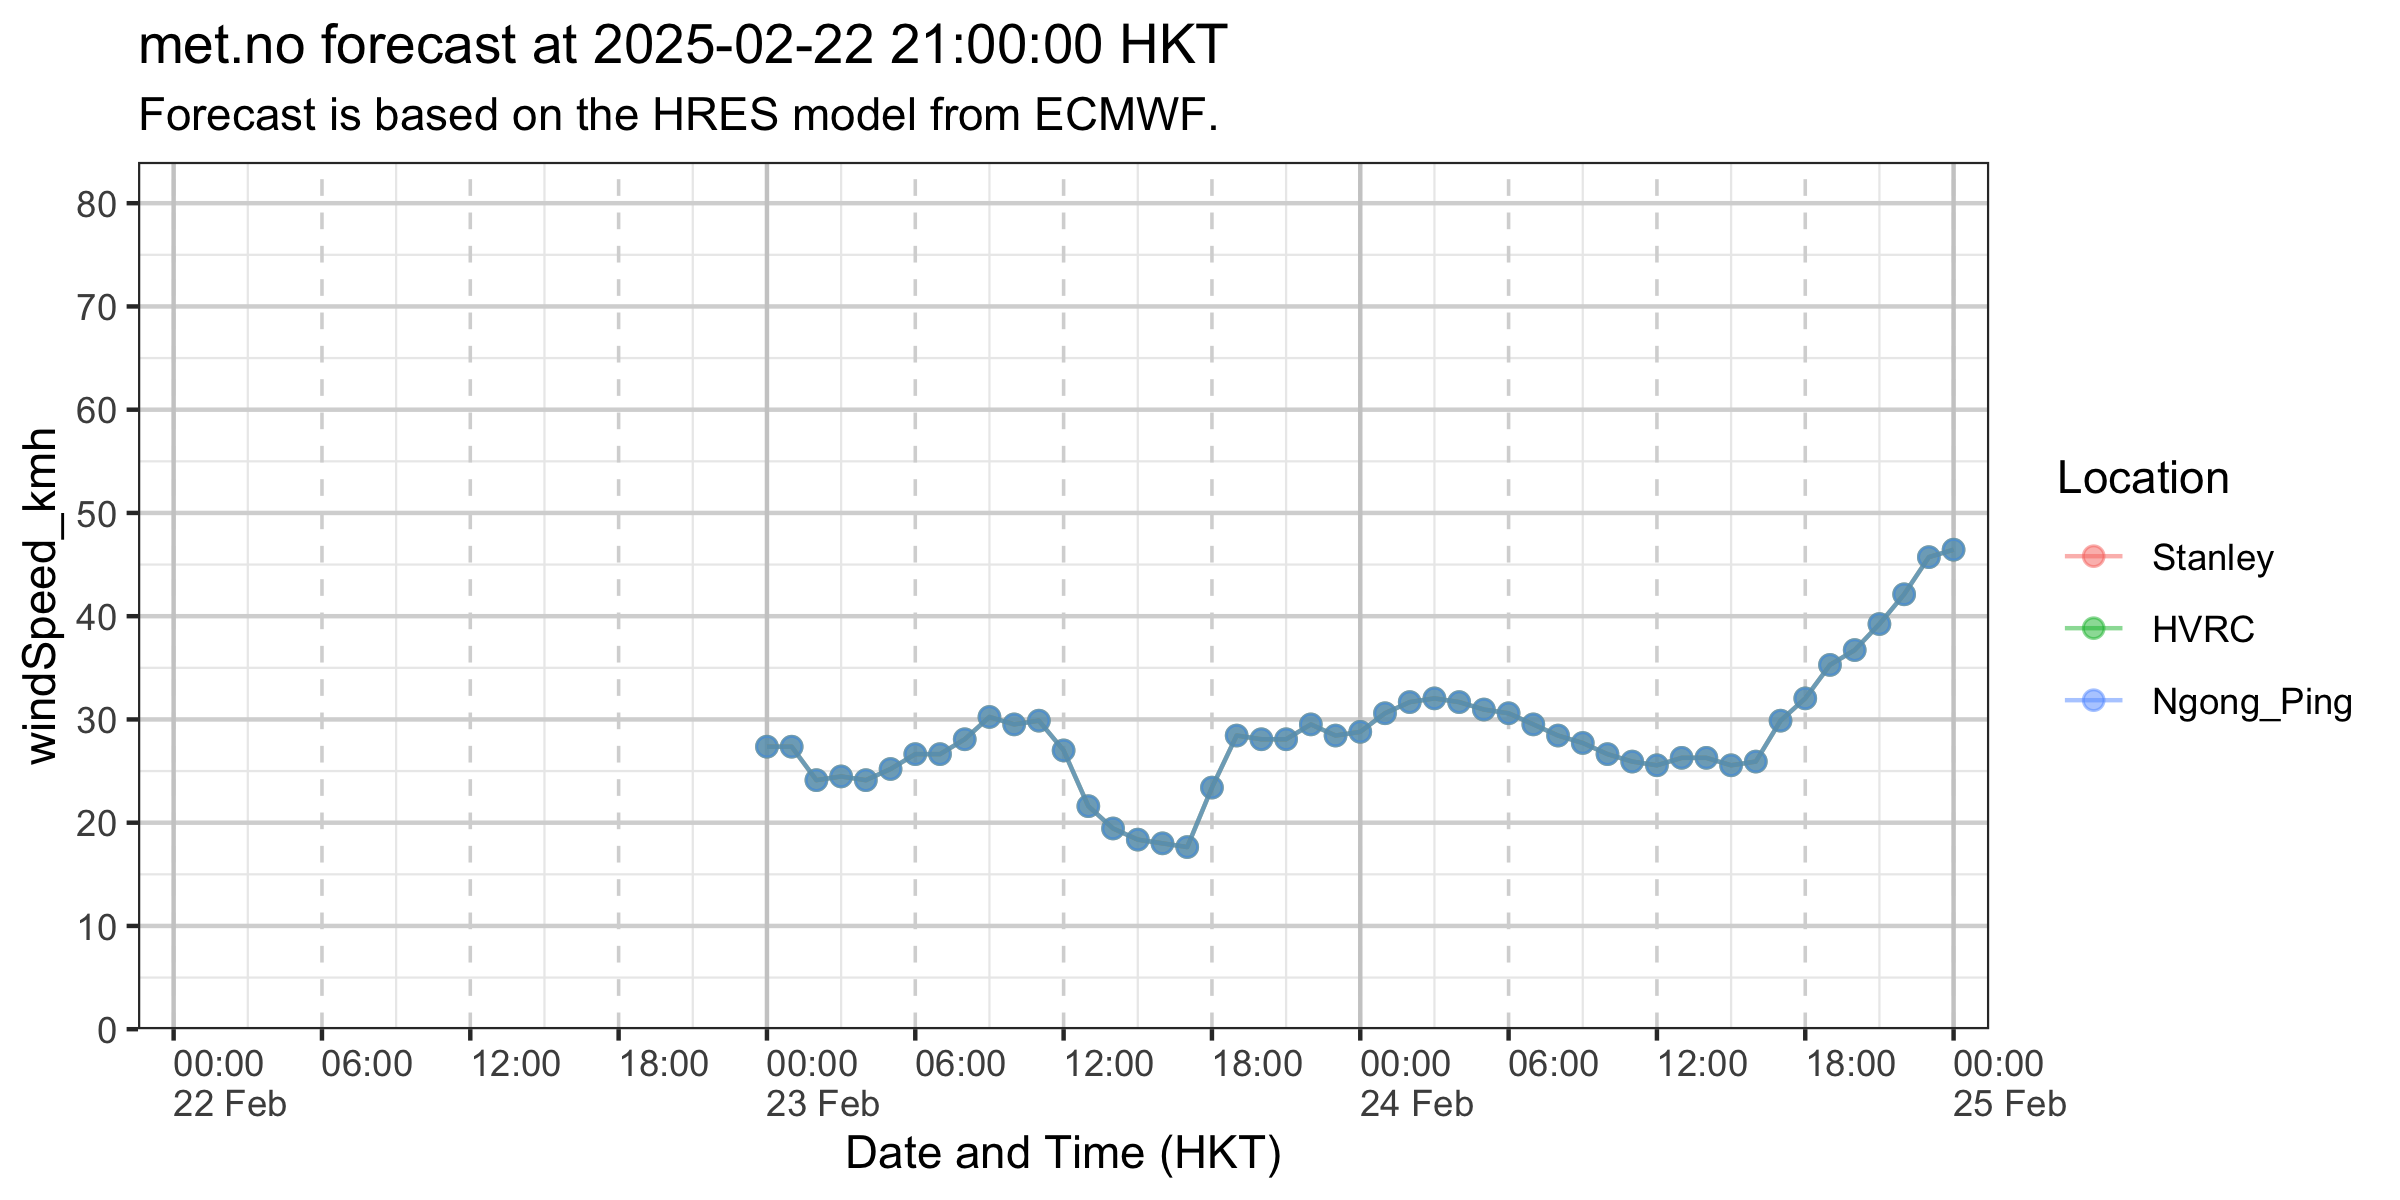 met.no forecast at 2025-02-22 21:00:00 HKT
Forecast is based on the HRES model from ECMWF.
windSpeed_kmh
80
70
60
50
40
30
20
10
0
00:00 06:00 12:00 18:00 00:00 06:00 12:00 18:00 00:00 06:00 12:00 18:00 00:00
22 Feb 23 Feb 24 Feb 25 Feb
Date and Time (HKT)
Location
Stanley
HVRC
Ngong_Ping